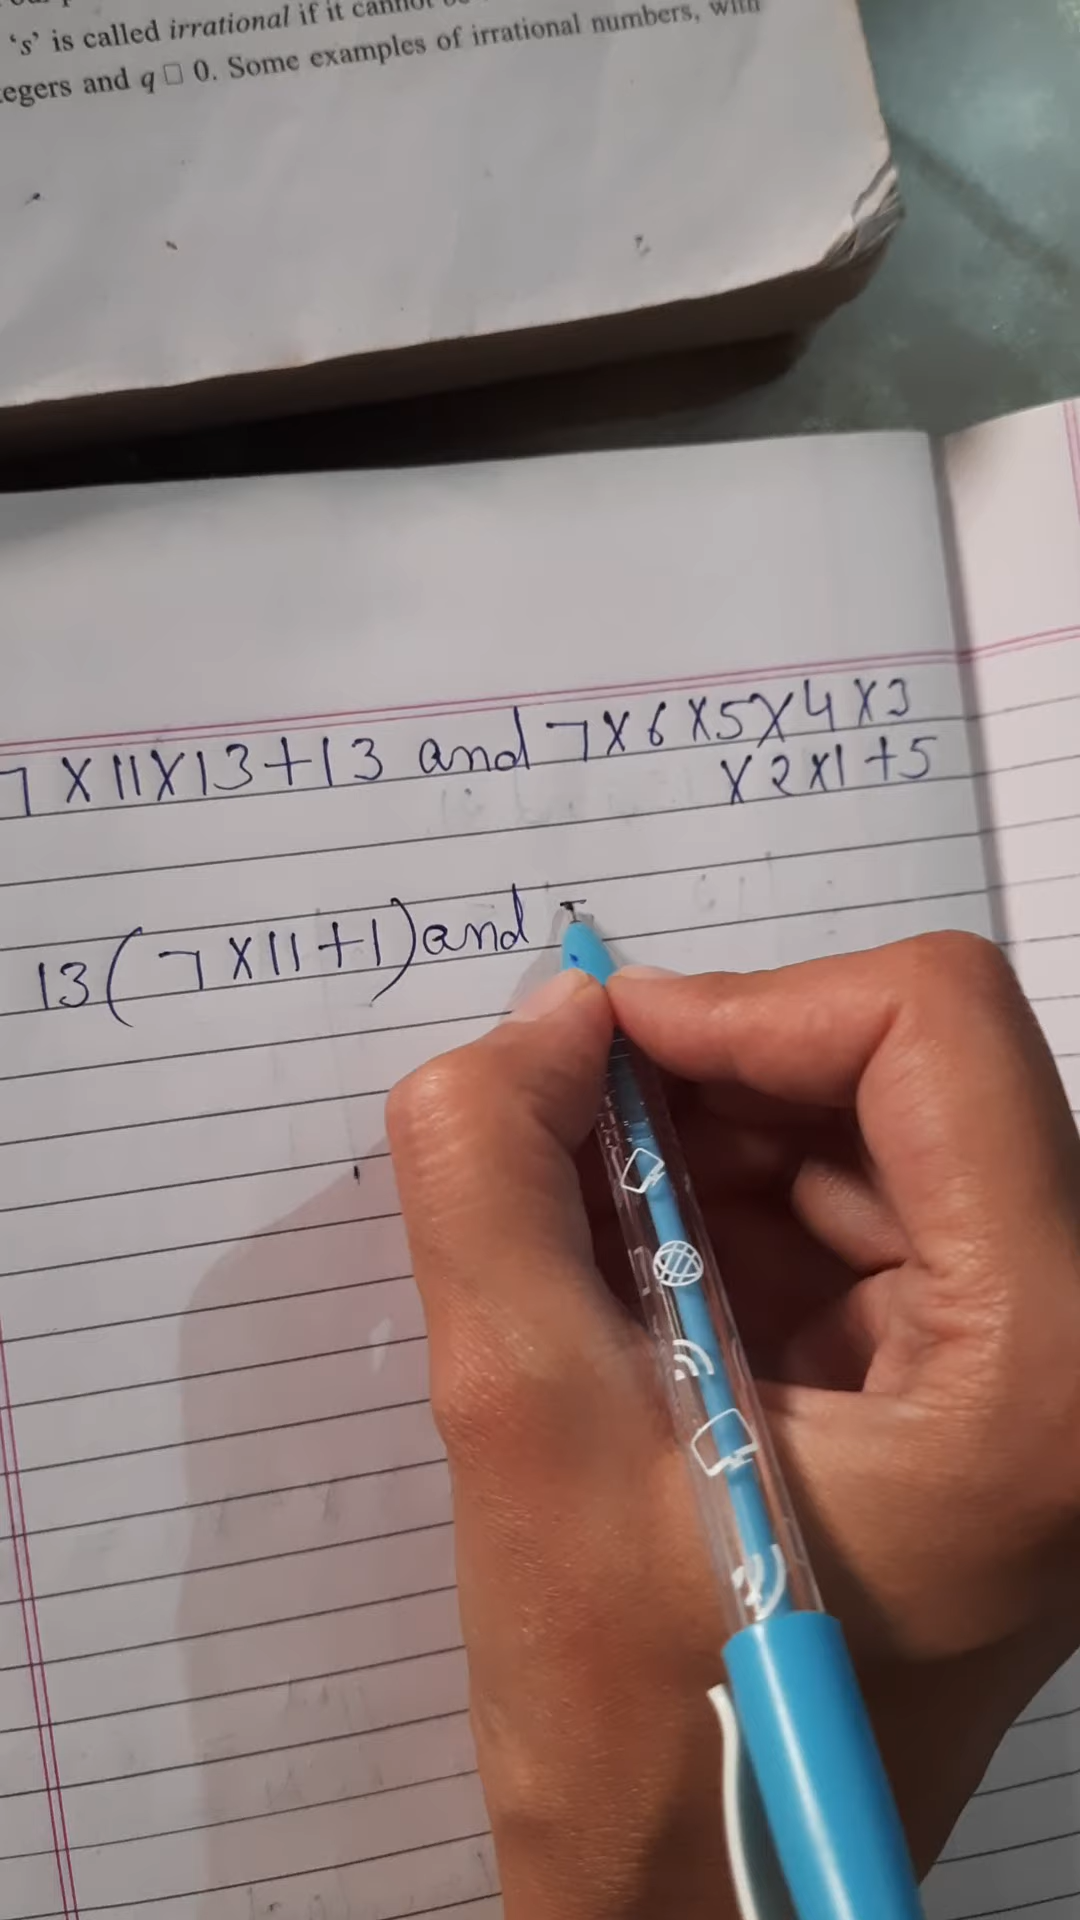 's' is called irrational if it cannot
egers and q □ 0. Some examples of irrational numbers, with
7 X 11 X 13 + 13 and 7 X 6 X 5 X 4 X 3
X 2 X 1 + 5
13 ( 7 X 11 + 1 ) and